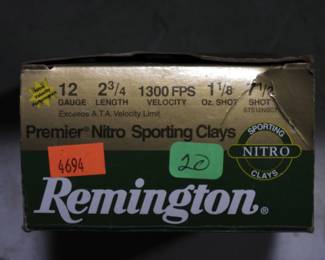 12 2 3/4 1300 FPS 1 1/8 7 1/2
GAUGE LENGTH VELOCITY Oz. SHOT SHOT
Exceeds A.T.A. Velocity Limit
Premier® Nitro Sporting Clays
SPORTING
NITRO
CLAYS
4694
20
Remington®